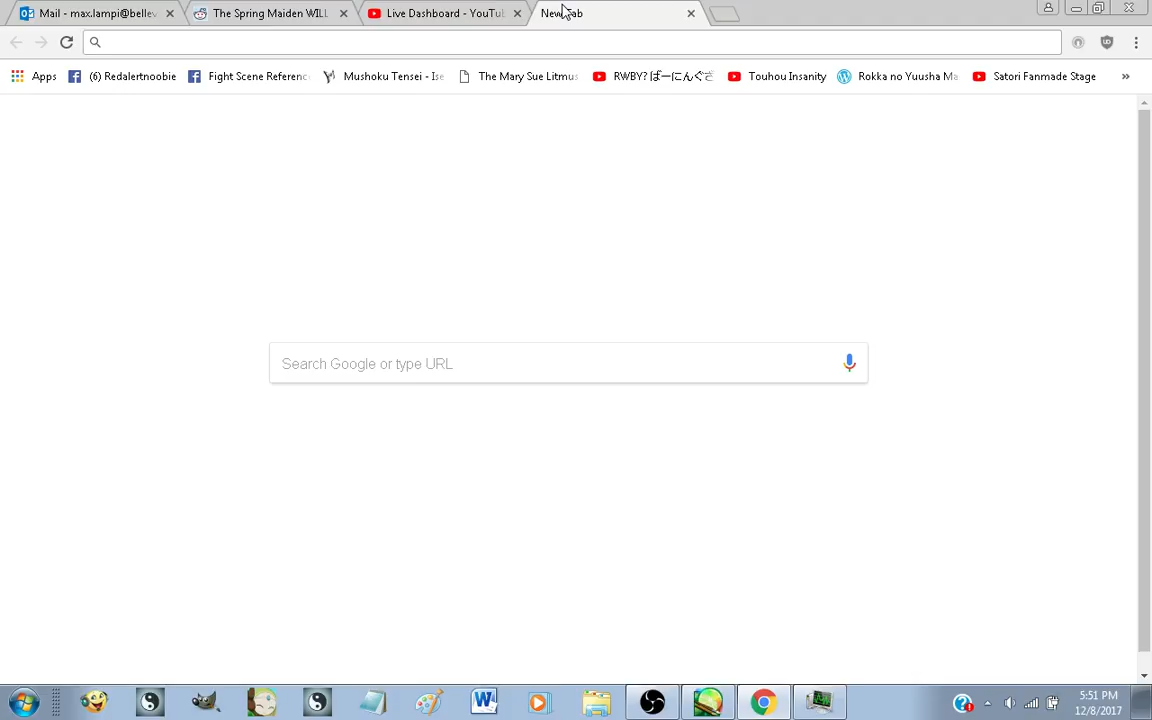 Mail - max.lampi@bellev
The Spring Maiden WILL
Live Dashboard - YouTu
New Tab
Apps
(6) Redalertnoobie
Fight Scene Referenc
Mushoku Tensei - Ise
The Mary Sue Litmus
RWBY? ばーにんぐざ
Touhou Insanity
Rokka no Yuusha Ma
Satori Fanmade Stage
»
Search Google or type URL
5:51 PM
12/8/2017